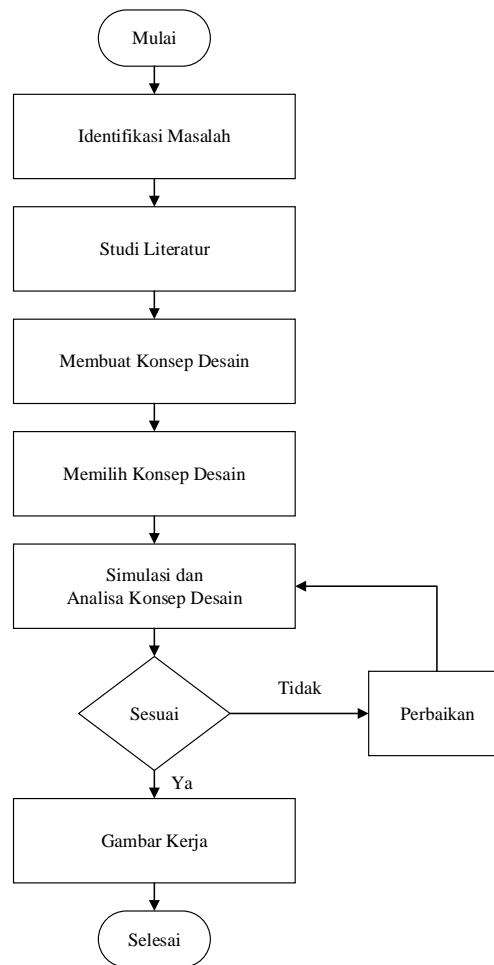 Mulai
Identifikasi Masalah
Studi Literatur
Membuat Konsep Desain
Memilih Konsep Desain
Simulasi dan
Analisa Konsep Desain
Sesuai
Tidak
Perbaikan
Ya
Gambar Kerja
Selesai